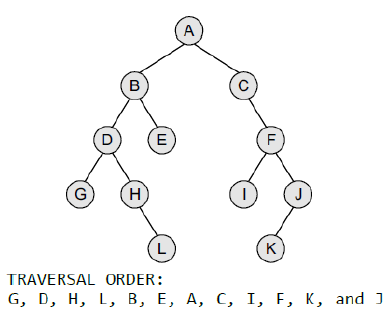 A
B C
D E F
G H I J
L K
TRAVERSAL ORDER:
G, D, H, L, B, E, A, C, I, F, K, and J